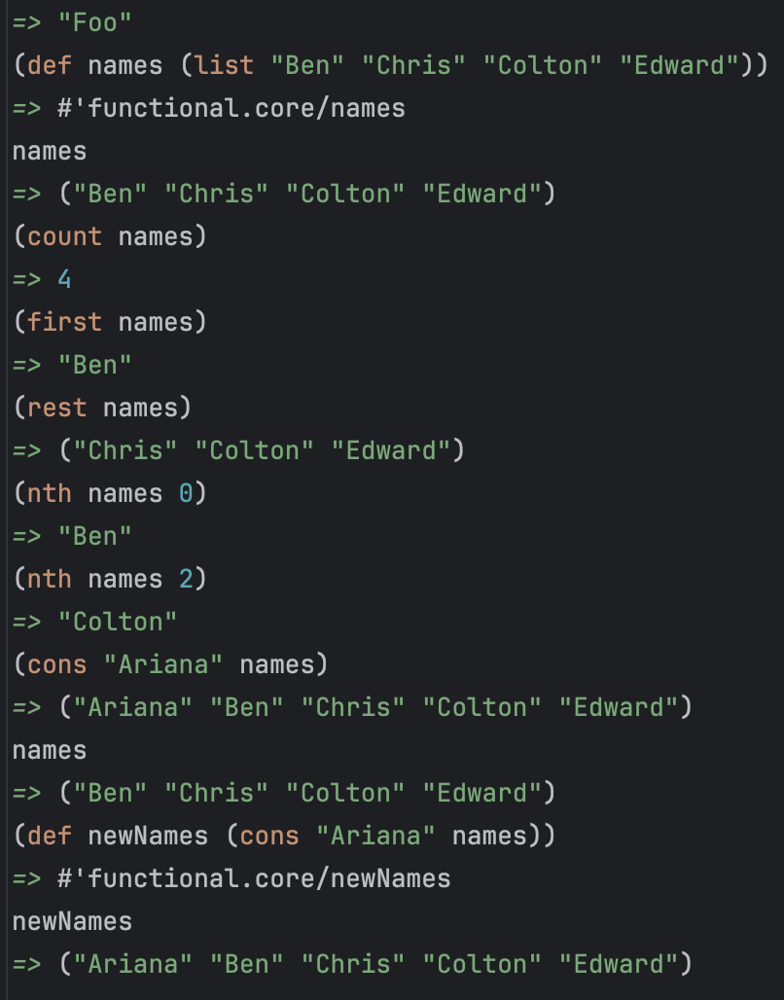 => "Foo"
(def names (list "Ben" "Chris" "Colton" "Edward"))
=> #'functional.core/names
names
=> ("Ben" "Chris" "Colton" "Edward")
(count names)
=> 4
(first names)
=> "Ben"
(rest names)
=> ("Chris" "Colton" "Edward")
(nth names 0)
=> "Ben"
(nth names 2)
=> "Colton"
(cons "Ariana" names)
=> ("Ariana" "Ben" "Chris" "Colton" "Edward")
names
=> ("Ben" "Chris" "Colton" "Edward")
(def newNames (cons "Ariana" names))
=> #'functional.core/newNames
newNames
=> ("Ariana" "Ben" "Chris" "Colton" "Edward")